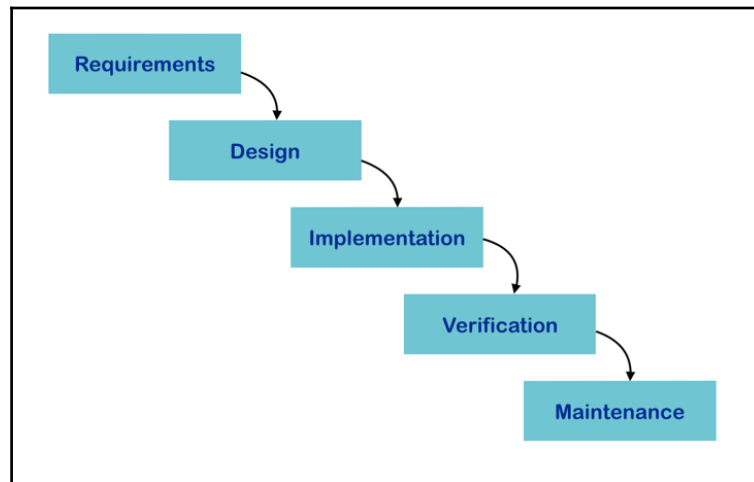 Requirements
Design
Implementation
Verification
Maintenance